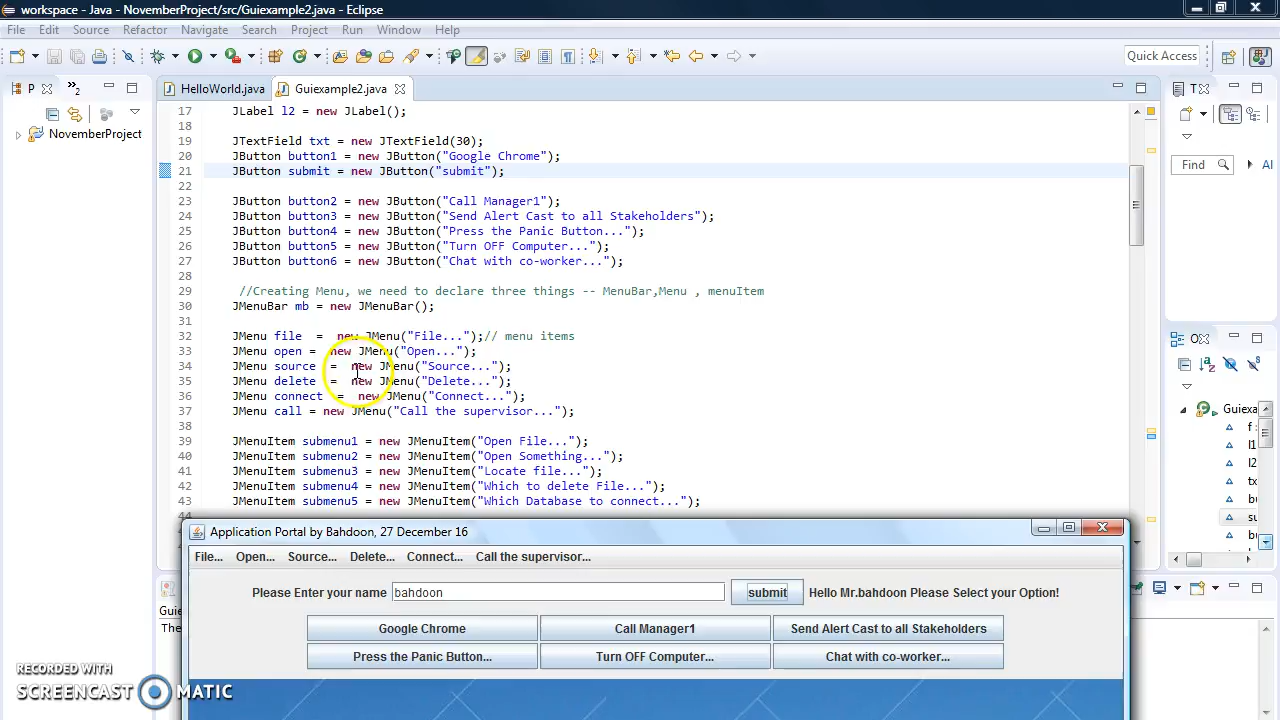 workspace - Java - NovemberProject/src/Guiexample2.java - Eclipse
File Edit Source Refactor Navigate Search Project Run Window Help
Quick Access
P
HelloWorld.java
Guiexample2.java
NovemberProject
17 JLabel l2 = new JLabel();
18
19 JTextField txt = new JTextField(30);
20 JButton button1 = new JButton("Google Chrome");
21 JButton submit = new JButton("submit");
22
23 JButton button2 = new JButton("Call Manager1");
24 JButton button3 = new JButton("Send Alert Cast to all Stakeholders");
25 JButton button4 = new JButton("Press the Panic Button...");
26 JButton button5 = new JButton("Turn OFF Computer...");
27 JButton button6 = new JButton("Chat with co-worker...");
28
29 //Creating Menu, we need to declare three things -- MenuBar,Menu , menuItem
30 JMenuBar mb = new JMenuBar();
31
32 JMenu file = new JMenu("File...");// menu items
33 JMenu open = new JMenu("Open...");
34 JMenu source = new JMenu("Source...");
35 JMenu delete = new JMenu("Delete...");
36 JMenu connect = new JMenu("Connect...");
37 JMenu call = new JMenu("Call the supervisor...");
38
39 JMenuItem submenu1 = new JMenuItem("Open File...");
40 JMenuItem submenu2 = new JMenuItem("Open Something...");
41 JMenuItem submenu3 = new JMenuItem("Locate file...");
42 JMenuItem submenu4 = new JMenuItem("Which to delete File...");
43 JMenuItem submenu5 = new JMenuItem("Which Database to connect...");
Find
Al
Guiex
f :
l1
l2
txt
bu
su
bu
Application Portal by Bahdoon, 27 December 16
File... Open... Source... Delete... Connect... Call the supervisor...
Please Enter your name bahdoon submit Hello Mr.bahdoon Please Select your Option!
Google Chrome Call Manager1 Send Alert Cast to all Stakeholders
Press the Panic Button... Turn OFF Computer... Chat with co-worker...
Guie
The
RECORDED WITH
SCREENCAST MATIC